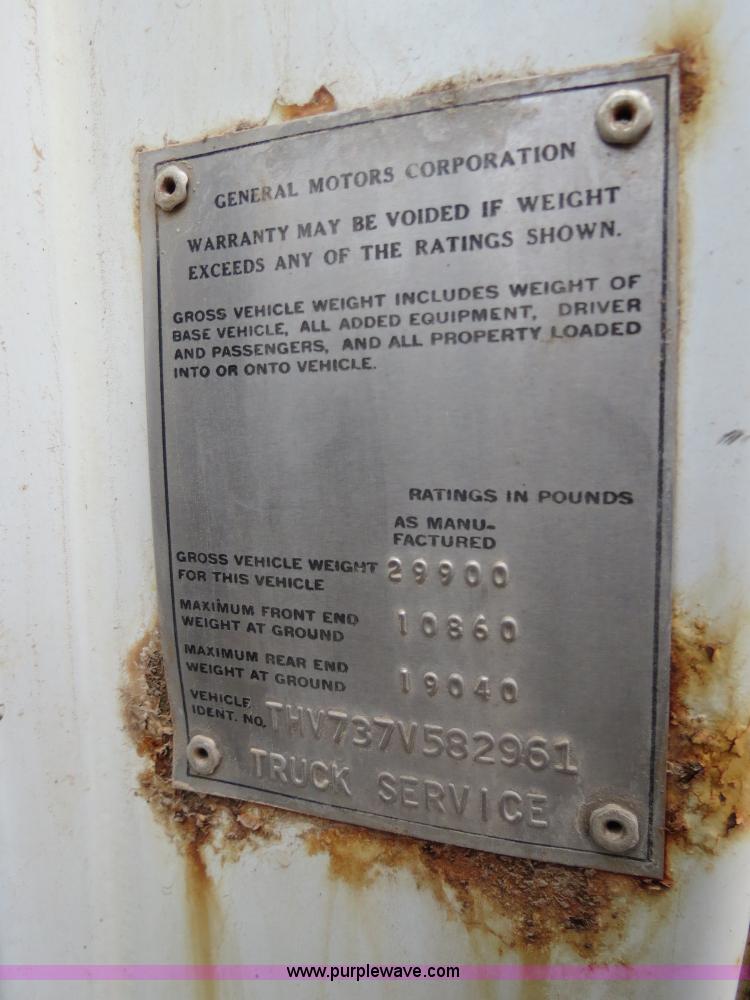 GENERAL MOTORS CORPORATION
WARRANTY MAY BE VOIDED IF WEIGHT
EXCEEDS ANY OF THE RATINGS SHOWN.
GROSS VEHICLE WEIGHT INCLUDES WEIGHT OF
BASE VEHICLE, ALL ADDED EQUIPMENT, DRIVER
AND PASSENGERS, AND ALL PROPERTY LOADED
INTO OR ONTO VEHICLE.
RATINGS IN POUNDS
AS MANU-
FACTURED
GROSS VEHICLE WEIGHT
FOR THIS VEHICLE 29900
MAXIMUM FRONT END
WEIGHT AT GROUND 10860
MAXIMUM REAR END
WEIGHT AT GROUND 19040
VEHICLE
IDENT. NO. THV737V582961
TRUCK SERVICE
www.purplewave.com